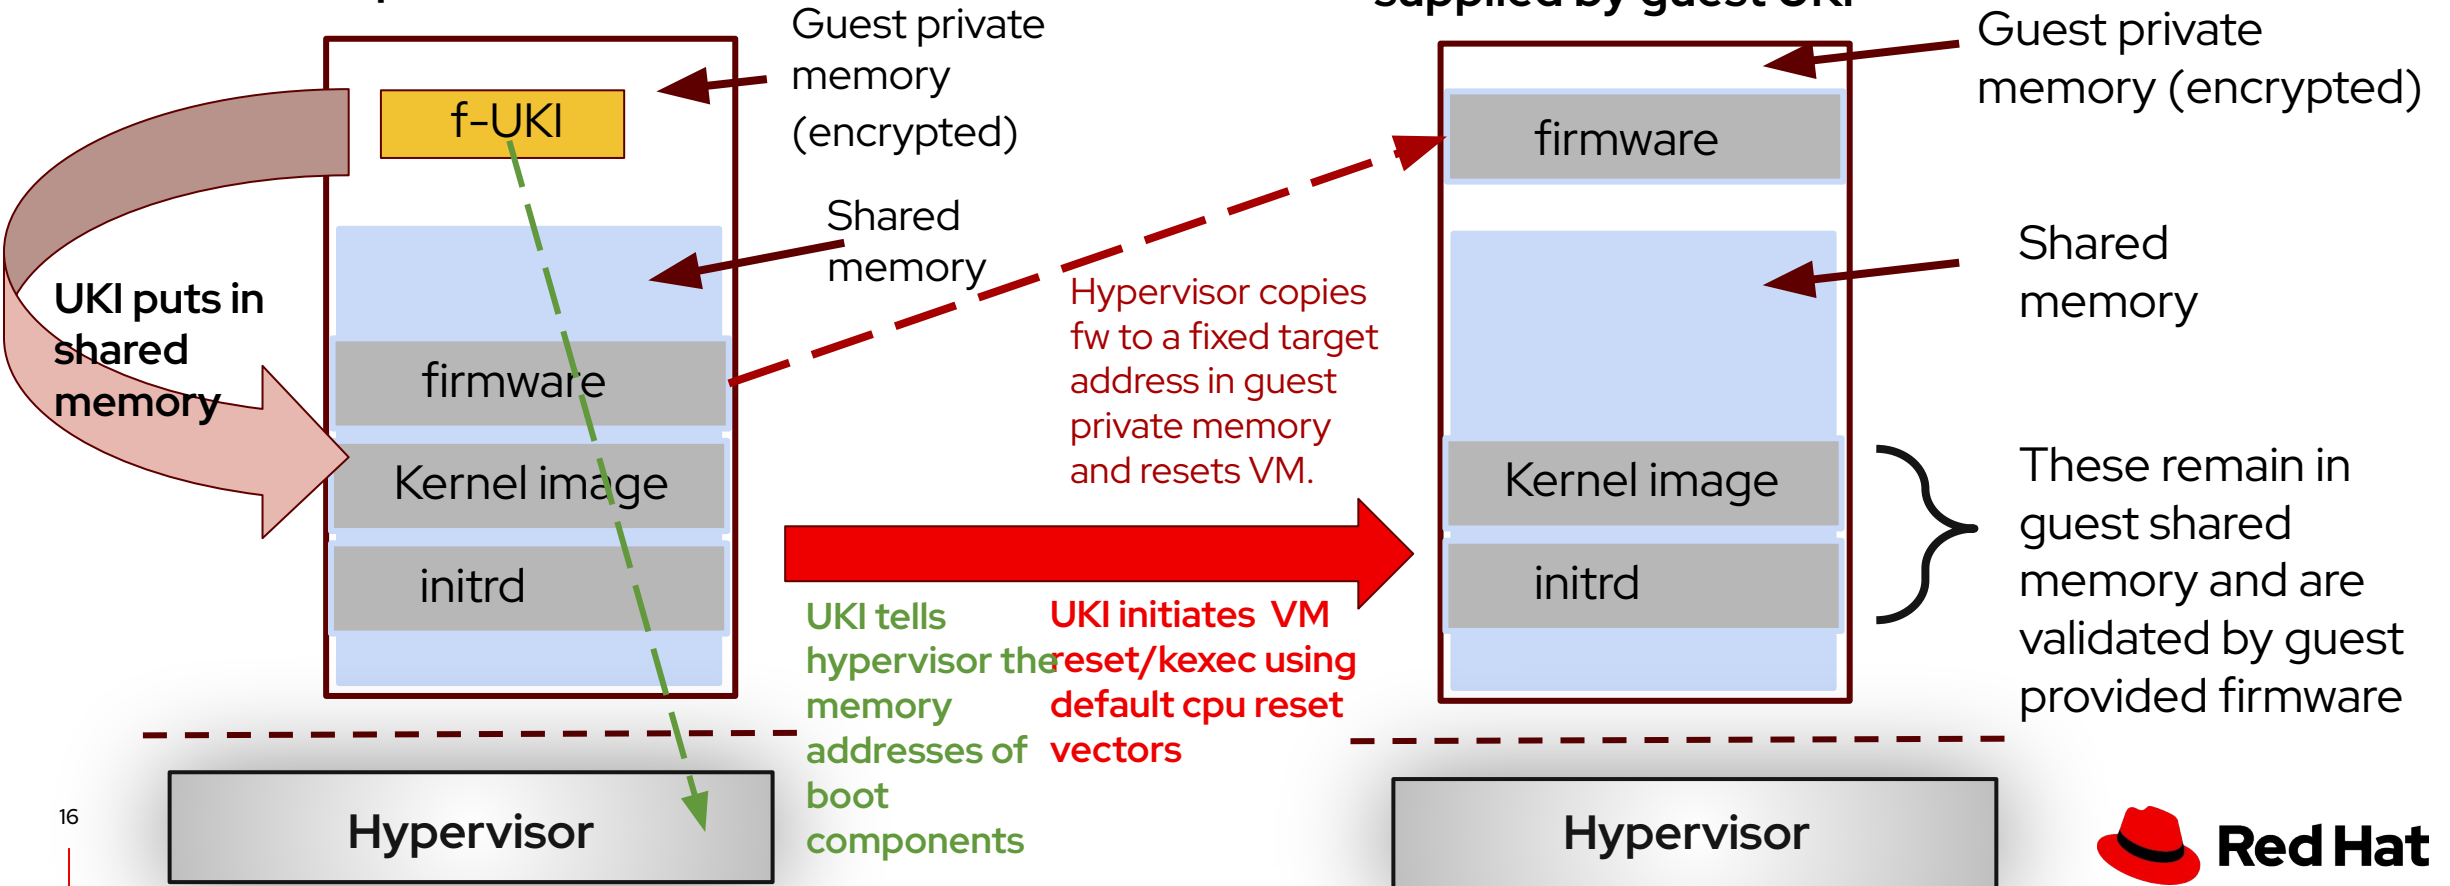 supplied by guest UKI
Guest private
memory
(encrypted)
f-UKI
Shared
memory
UKI puts in
shared
memory
firmware
Kernel image
initrd
Hypervisor copies
fw to a fixed target
address in guest
private memory
and resets VM.
UKI tells
hypervisor the
memory
addresses of
boot
components
UKI initiates VM
reset/kexec using
default cpu reset
vectors
Hypervisor
Guest private
memory (encrypted)
firmware
Shared
memory
Kernel image
initrd
These remain in
guest shared
memory and are
validated by guest
provided firmware
Hypervisor
16
Red Hat